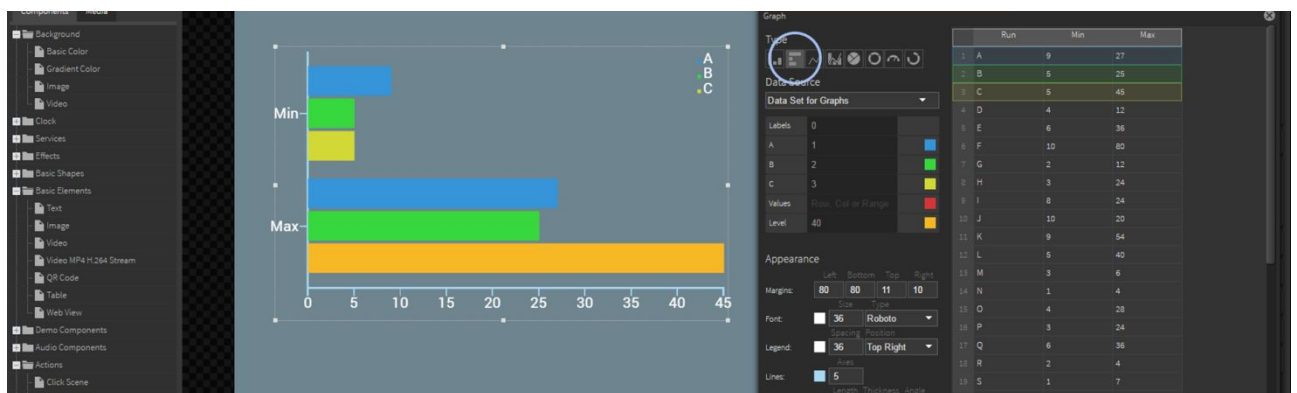 Components Media
Background
Basic Color
Gradient Color
Image
Video
Clock
Services
Effects
Basic Shapes
Basic Elements
Text
Image
Video
Video MP4 H.264 Stream
QR Code
Table
Web View
Demo Components
Audio Components
Actions
Click Scene
A
B
C
Min
Max
0 5 10 15 20 25 30 35 40 45
Graph
Type
Data Source
Data Set for Graphs
Labels 0
A 1
B 2
C 3
Values Row, Col or Range
Level 40
Appearance
Left Bottom Top Right
Margins: 80 80 11 10
Size Type
Font: 36 Roboto
Spacing Position
Legend: 36 Top Right
Axes
Lines: 5
Length Thickness Angle
Run Min Max
1 A 9 27
2 B 5 25
3 C 5 45
4 D 4 12
5 E 6 36
6 F 10 80
7 G 2 12
8 H 3 24
9 I 8 24
10 J 10 20
11 K 9 54
12 L 5 40
13 M 3 6
14 N 1 4
15 O 4 28
16 P 3 24
17 Q 6 36
18 R 2 4
19 S 1 7